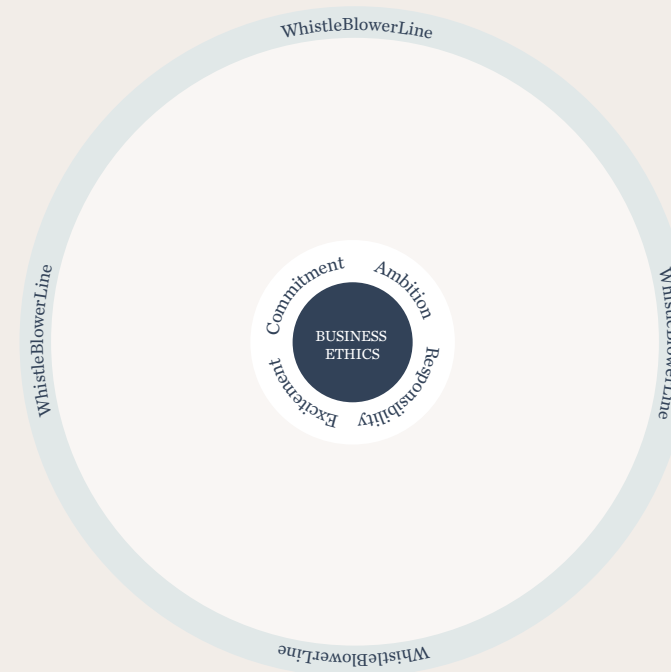 WhistleBlowerLine
WhistleBlowerLine
WhistleBlowerLine
Commitment
Ambition
BUSINESS
ETHICS
Excitement
Responsibility
WhistleBlowerLine